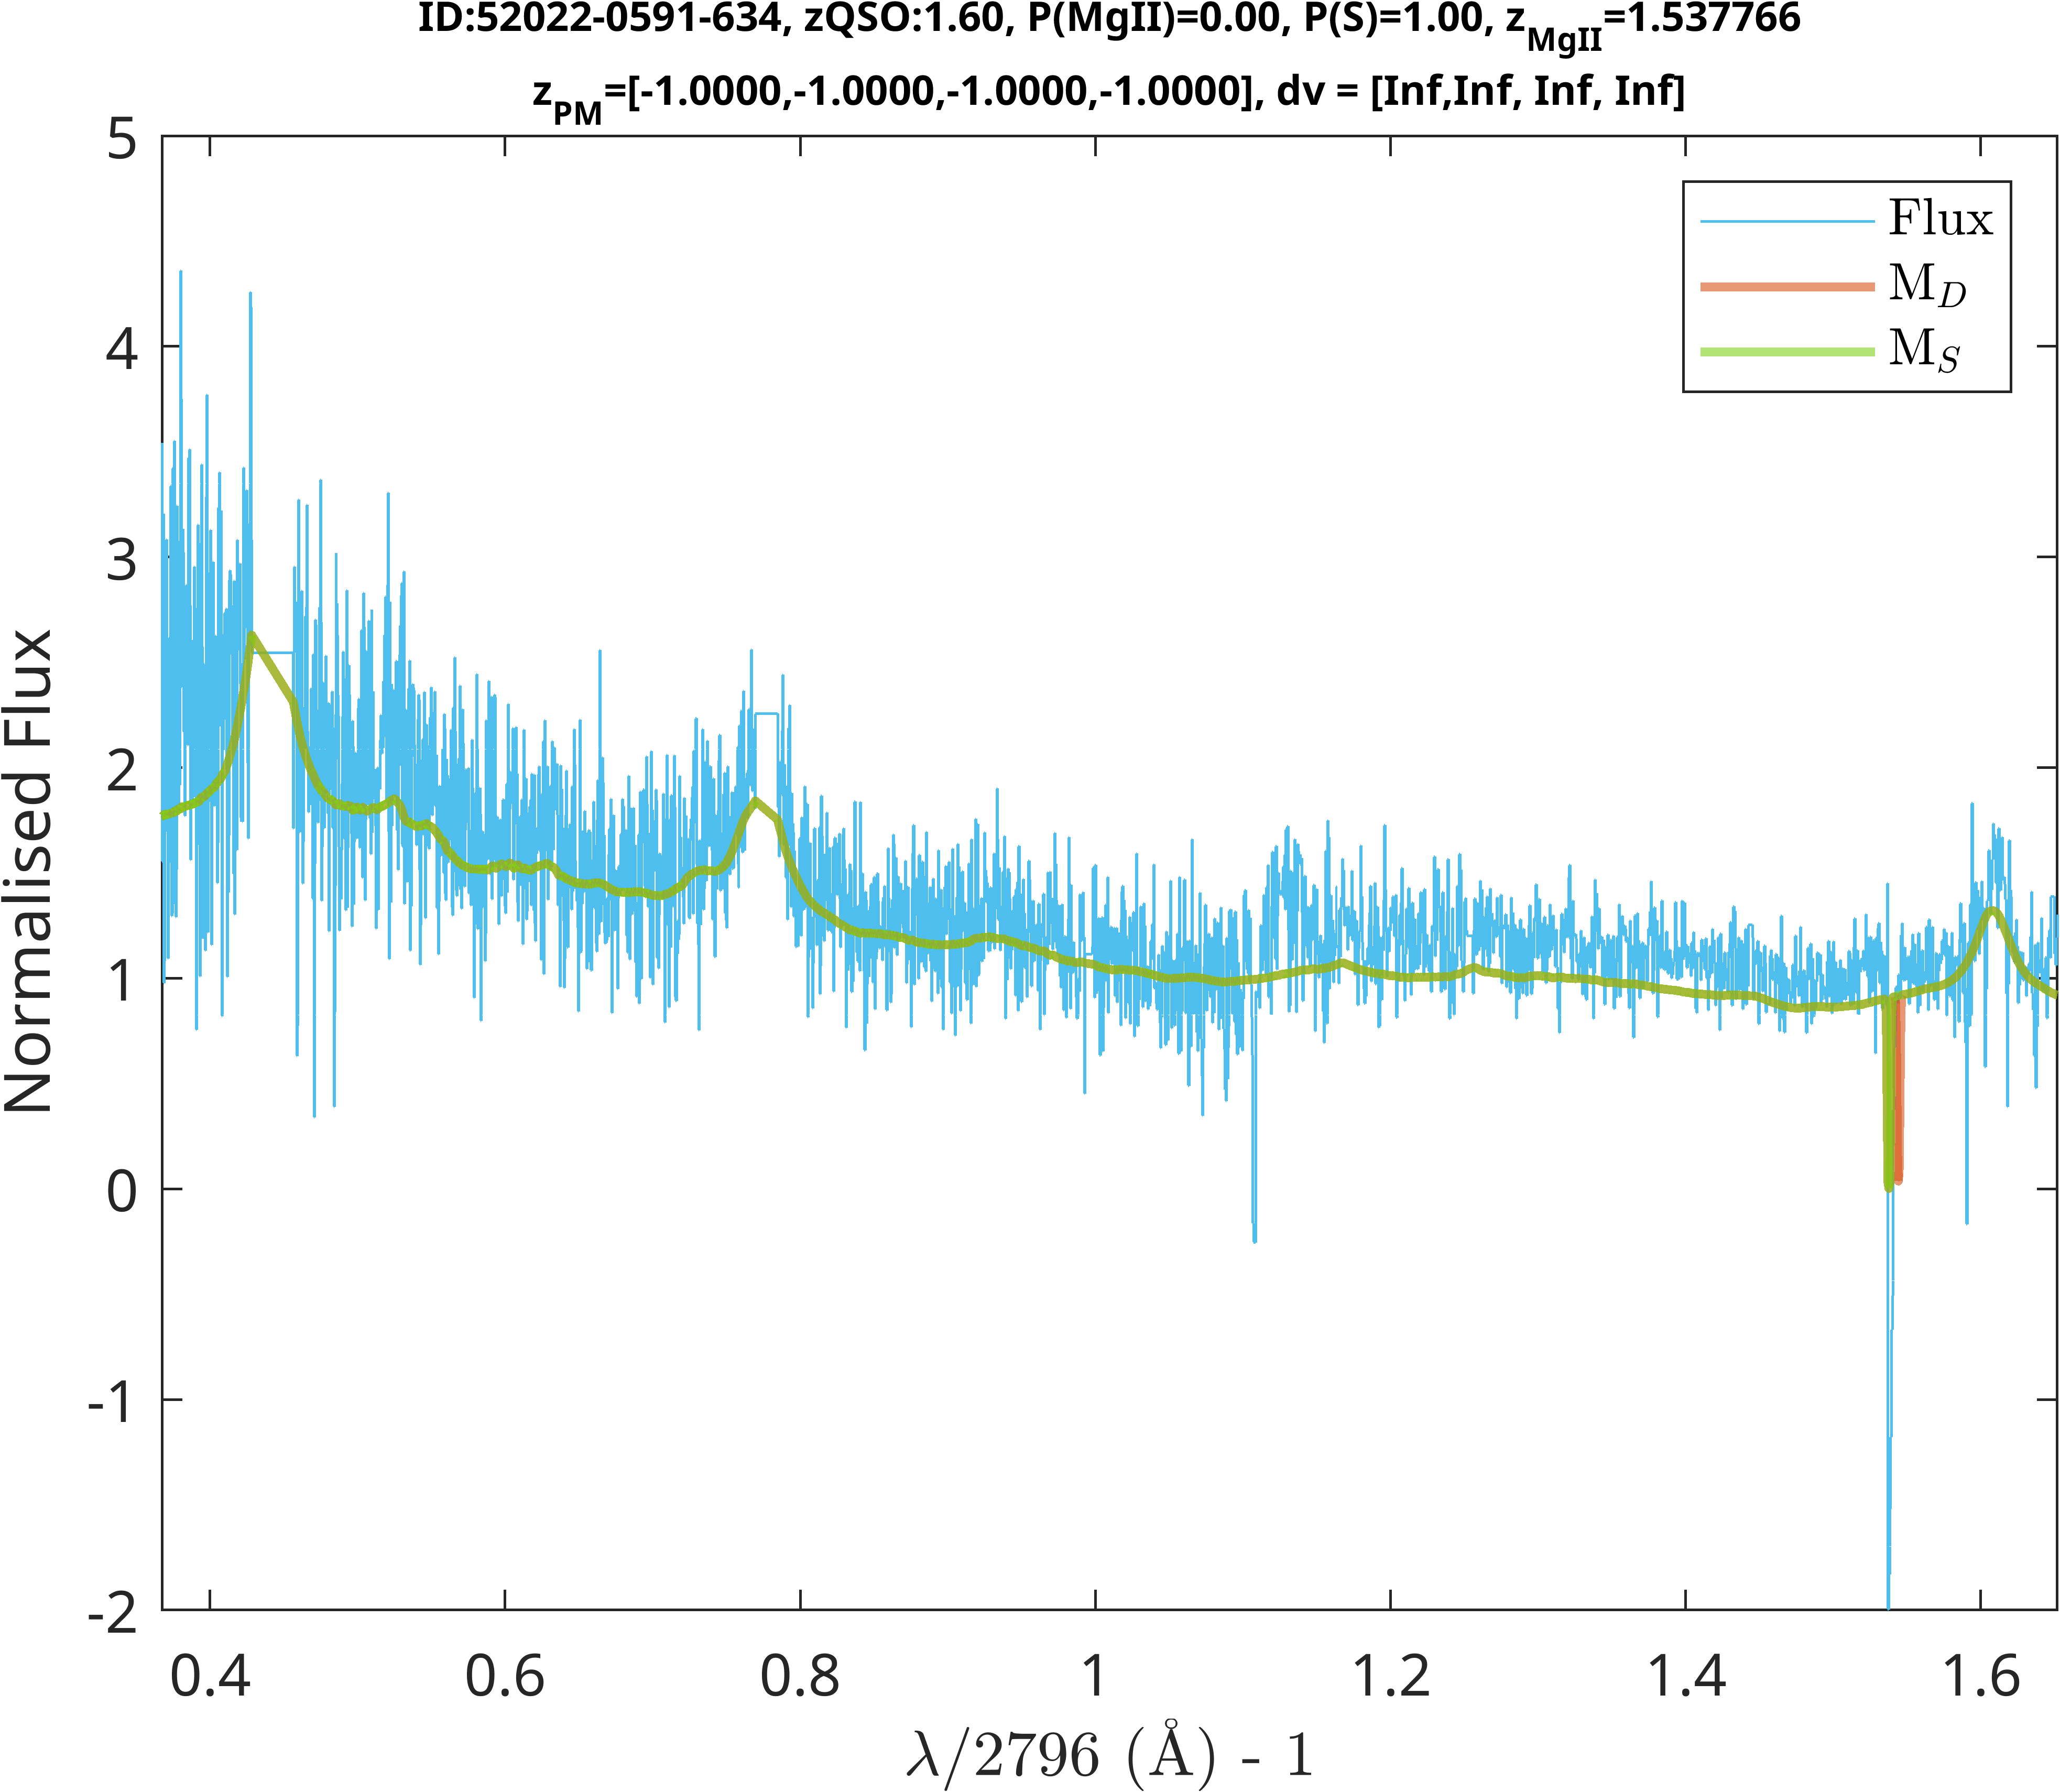 ID:52022-0591-634, zQSO:1.60, P(MgII)=0.00, P(S)=1.00, zMgII=1.537766
zPM=[-1.0000,-1.0000,-1.0000,-1.0000], dv = [Inf,Inf, Inf, Inf]
5
4
3
2
1
0
-1
-2
Normalised Flux
Flux
MD
MS
0.4 0.6 0.8 1 1.2 1.4 1.6
λ/2796 (Å) - 1